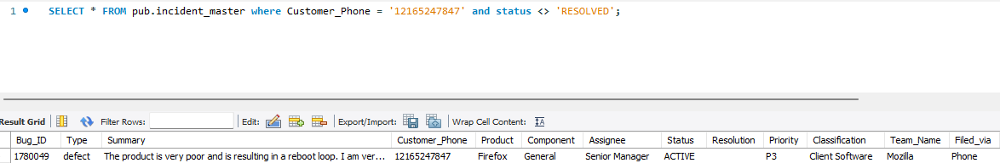 1 SELECT * FROM pub.incident_master where Customer_Phone = '12165247847' and status <> 'RESOLVED';
Result Grid Filter Rows: Edit: Export/Import: Wrap Cell Content: IA
Bug_ID Type Summary Customer_Phone Product Component Assignee Status Resolution Priority Classification Team_Name Filed_via
1780049 defect The product is very poor and is resulting in a reboot loop. I am ver... 12165247847 Firefox General Senior Manager ACTIVE P3 Client Software Mozilla Phone